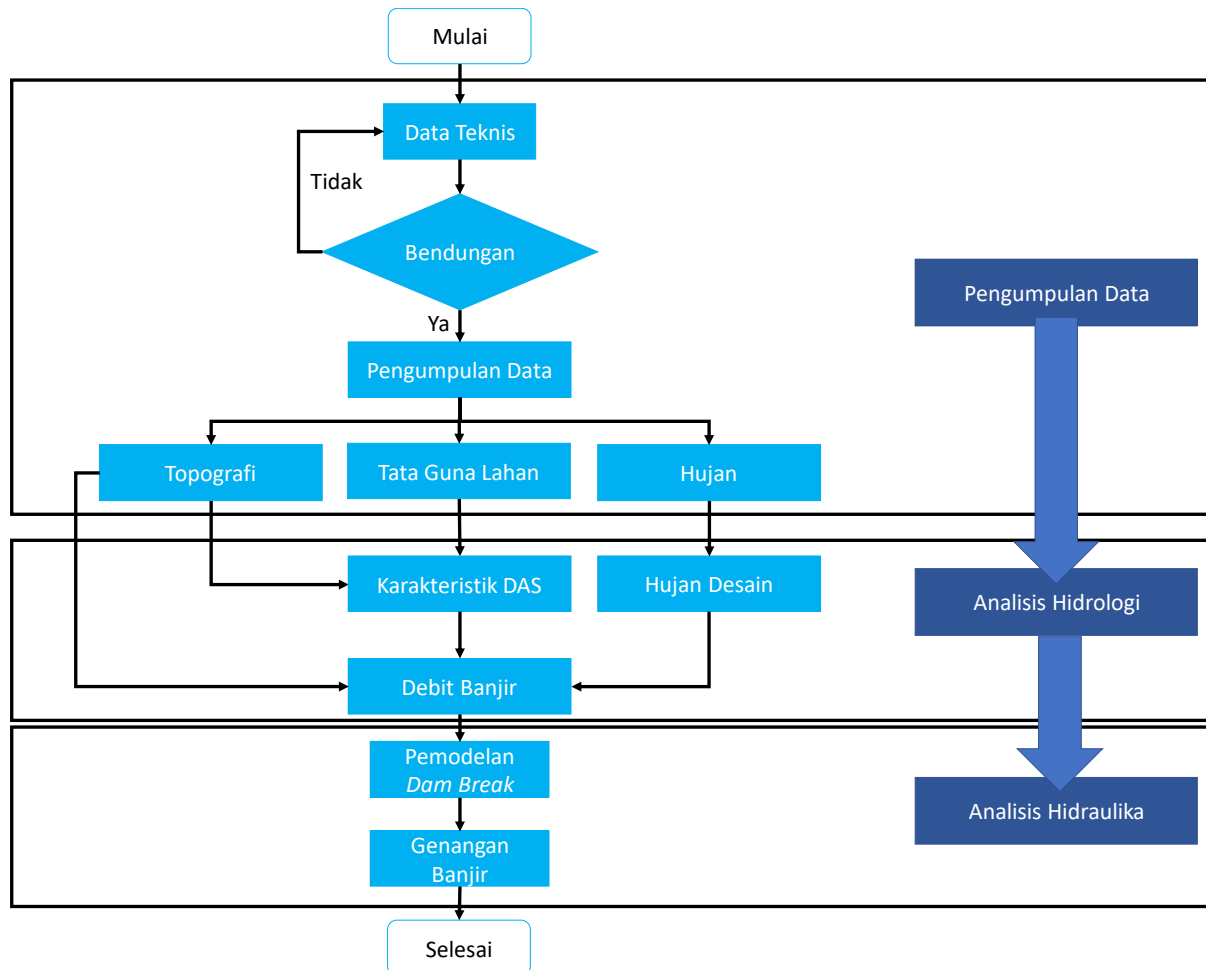 Mulai
Data Teknis
Tidak
Bendungan
Ya
Pengumpulan Data
Pengumpulan Data
Topografi
Tata Guna Lahan
Hujan
Karakteristik DAS
Hujan Desain
Analisis Hidrologi
Debit Banjir
Pemodelan
Dam Break
Analisis Hidraulika
Genangan
Banjir
Selesai